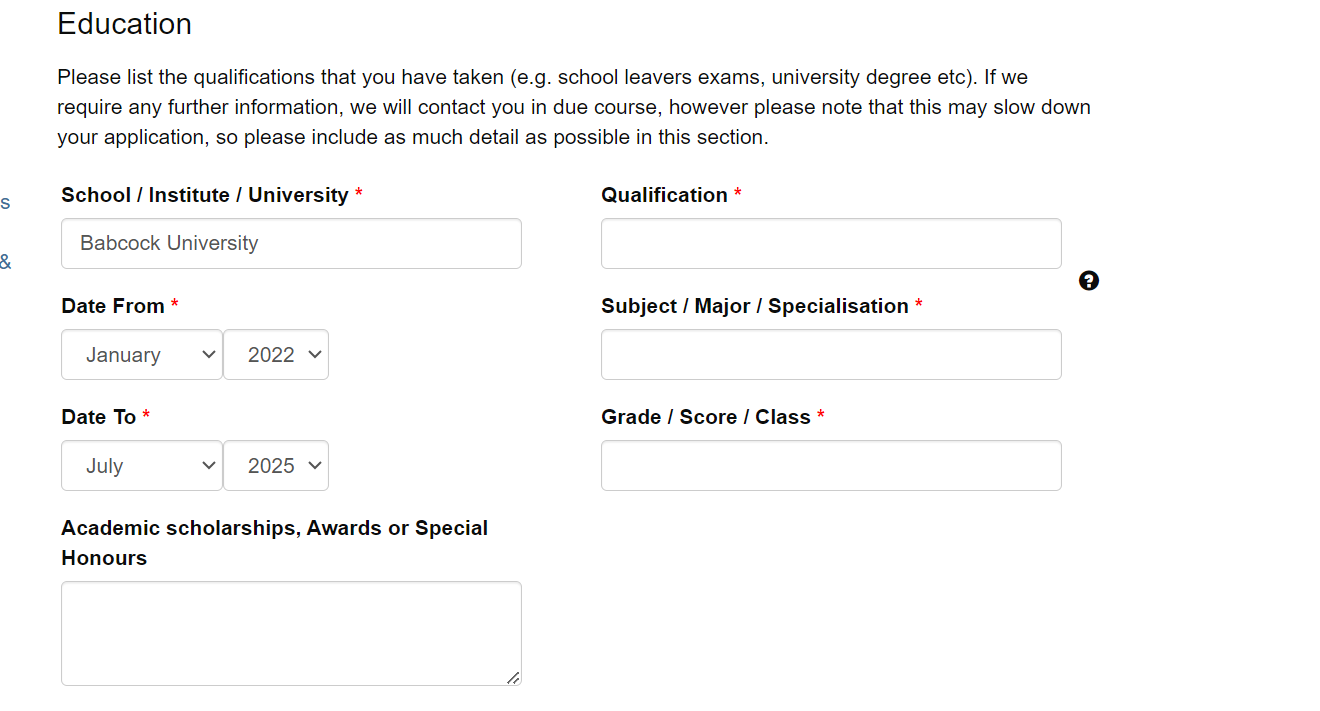 Education
Please list the qualifications that you have taken (e.g. school leavers exams, university degree etc). If we
require any further information, we will contact you in due course, however please note that this may slow down
your application, so please include as much detail as possible in this section.
s
&
School / Institute / University *
Babcock University
Qualification *
?
Date From *
January 2022
Subject / Major / Specialisation *
Date To *
July 2025
Grade / Score / Class *
Academic scholarships, Awards or Special
Honours